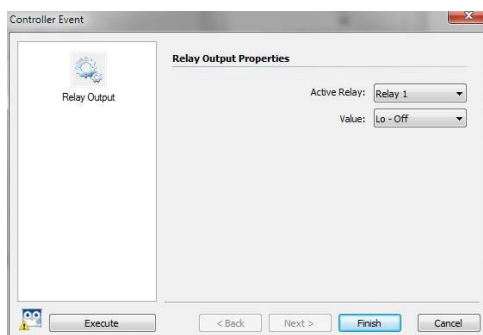 Controller Event
Relay Output
Relay Output Properties
Active Relay: Relay 1
Value: Lo - Off
Execute
< Back
Next >
Finish
Cancel